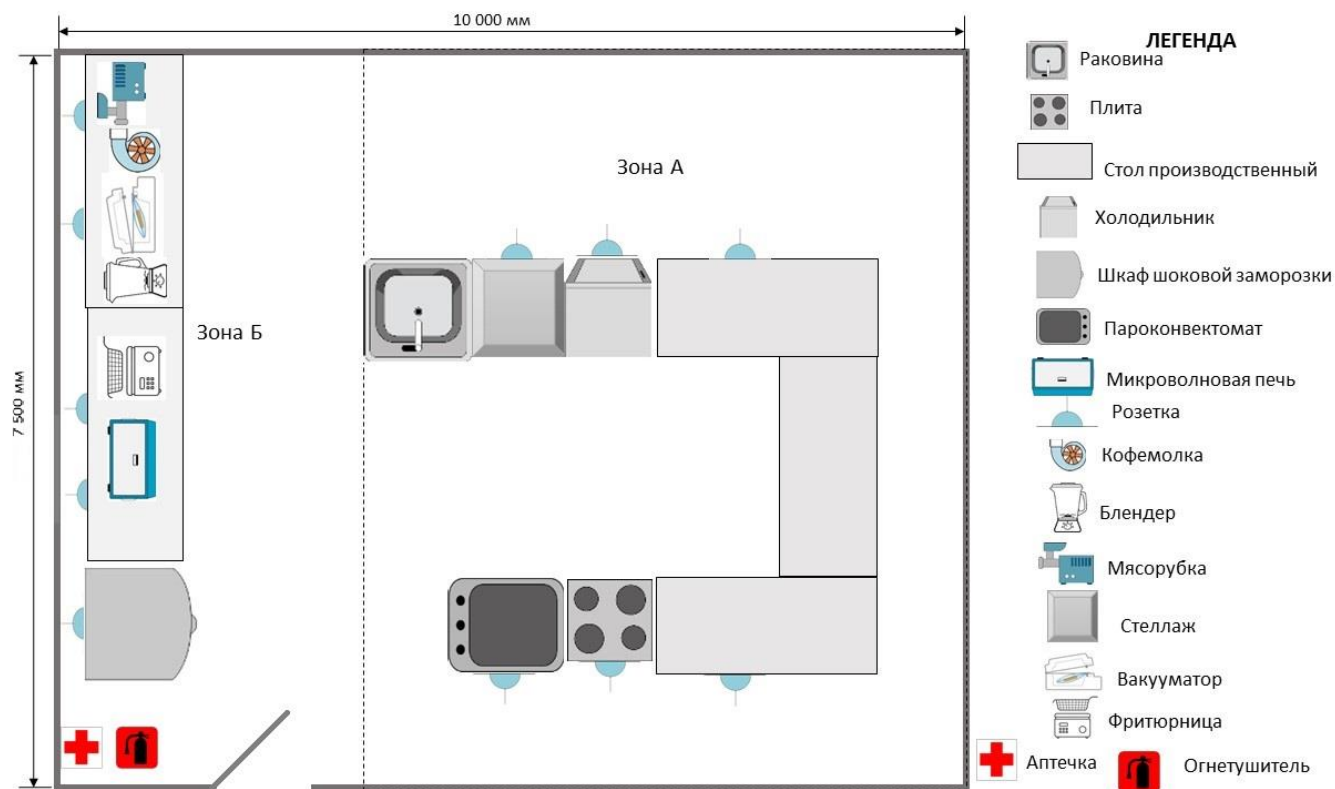 10 000 мм
7 500 мм
Зона А
Зона Б
ЛЕГЕНДА
Раковина
Плита
Стол производственный
Холодильник
Шкаф шоковой заморозки
Пароконвектомат
Микроволновая печь
Розетка
Кофемолка
Блендер
Мясорубка
Стеллаж
Вакууматор
Фритюрница
Аптечка
Огнетушитель